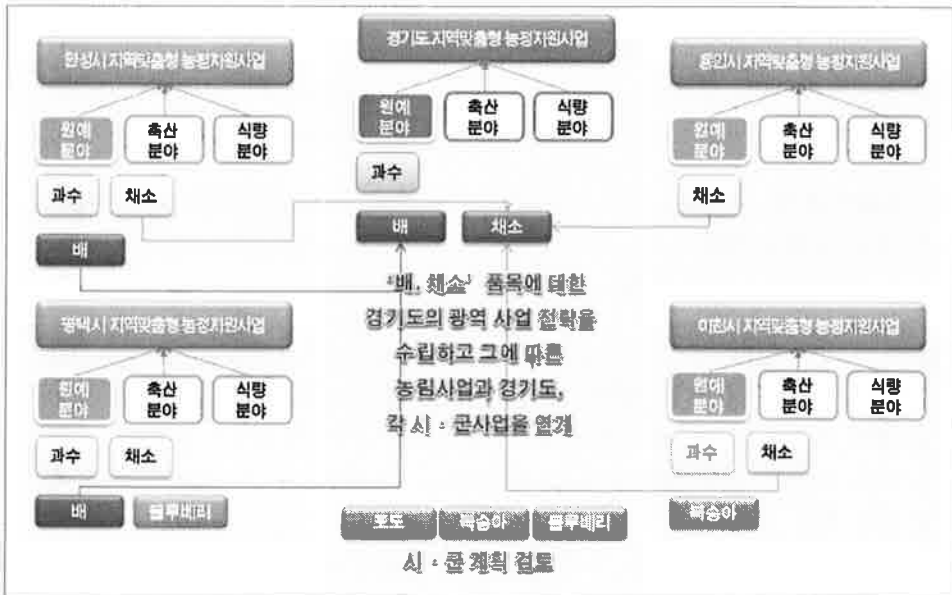 안성시 지역맞춤형 농정지원사업
원예
분야
축산
분야
식량
분야
과수
채소
배
경기도 지역맞춤형 농정지원사업
원예
분야
축산
분야
식량
분야
과수
배
채소
용인시 지역맞춤형 농정지원사업
원예
분야
축산
분야
식량
분야
채소
'배, 채소' 품목에 대한
경기도의 광역 사업 전략을
수립하고 그에 따른
농림사업과 경기도,
각 시·군사업을 연계
평택시 지역맞춤형 농정지원사업
원예
분야
축산
분야
식량
분야
과수
채소
배
블루베리
이천시 지역맞춤형 농정지원사업
원예
분야
축산
분야
식량
분야
과수
채소
복숭아
포도
복숭아
블루베리
시·군 계획 검토